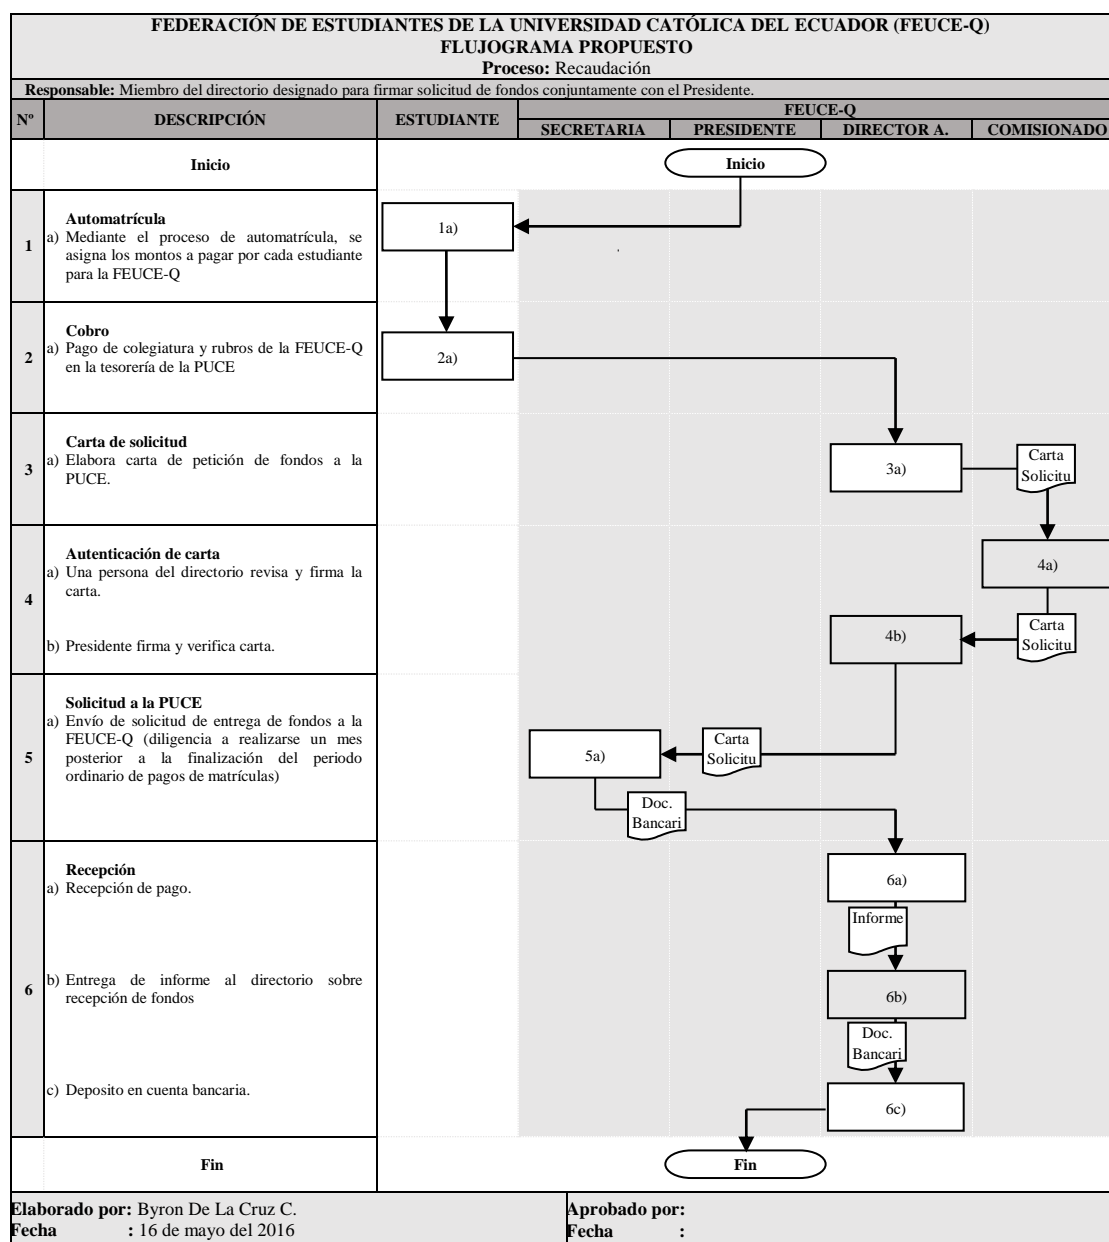 FEDERACIÓN DE ESTUDIANTES DE LA UNIVERSIDAD CATÓLICA DEL ECUADOR (FEUCE-Q)
FLUJOGRAMA PROPUESTO
Proceso: Recaudación
Responsable: Miembro del directorio designado para firmar solicitud de fondos conjuntamente con el Presidente.
Nº DESCRIPCIÓN ESTUDIANTE FEUCE-Q
SECRETARIA PRESIDENTE DIRECTOR A. COMISIONADO
Inicio Inicio
1
Automatrícula
a) Mediante el proceso de automatrícula, se
asigna los montos a pagar por cada estudiante
para la FEUCE-Q
1a)
2
Cobro
a) Pago de colegiatura y rubros de la FEUCE-Q
en la tesorería de la PUCE
2a)
3
Carta de solicitud
a) Elabora carta de petición de fondos a la
PUCE.
3a)
Carta
Solicitu
4
Autenticación de carta
a) Una persona del directorio revisa y firma la
carta.
4a)
b) Presidente firma y verifica carta.
4b)
Carta
Solicitu
5
Solicitud a la PUCE
a) Envío de solicitud de entrega de fondos a la
FEUCE-Q (diligencia a realizarse un mes
posterior a la finalización del periodo
ordinario de pagos de matrículas)
5a)
Carta
Solicitu
Doc.
Bancari
6
Recepción
a) Recepción de pago.
6a)
Informe
b) Entrega de informe al directorio sobre
recepción de fondos
6b)
Doc.
Bancari
c) Deposito en cuenta bancaria.
6c)
Fin Fin
Elaborado por: Byron De La Cruz C.
Fecha : 16 de mayo del 2016
Aprobado por:
Fecha :